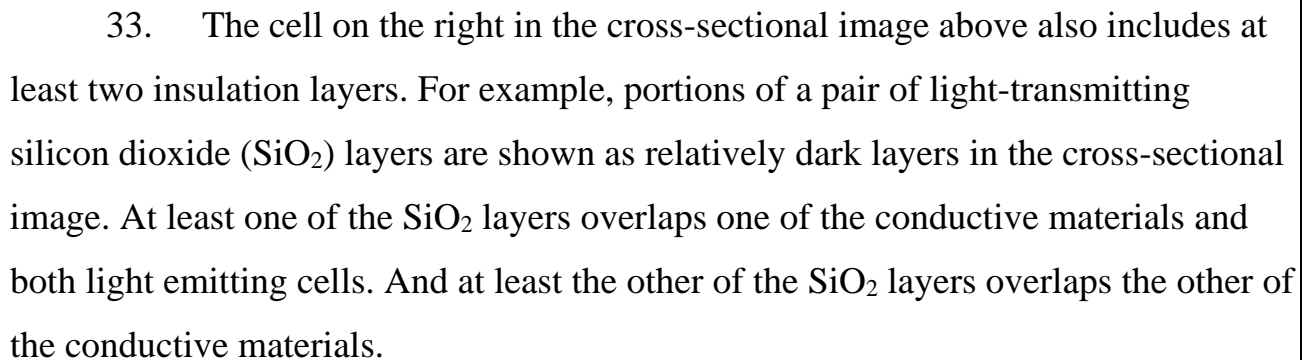 33. The cell on the right in the cross-sectional image above also includes at
least two insulation layers. For example, portions of a pair of light-transmitting
silicon dioxide (SiO₂) layers are shown as relatively dark layers in the cross-sectional
image. At least one of the SiO₂ layers overlaps one of the conductive materials and
both light emitting cells. And at least the other of the SiO₂ layers overlaps the other of
the conductive materials.